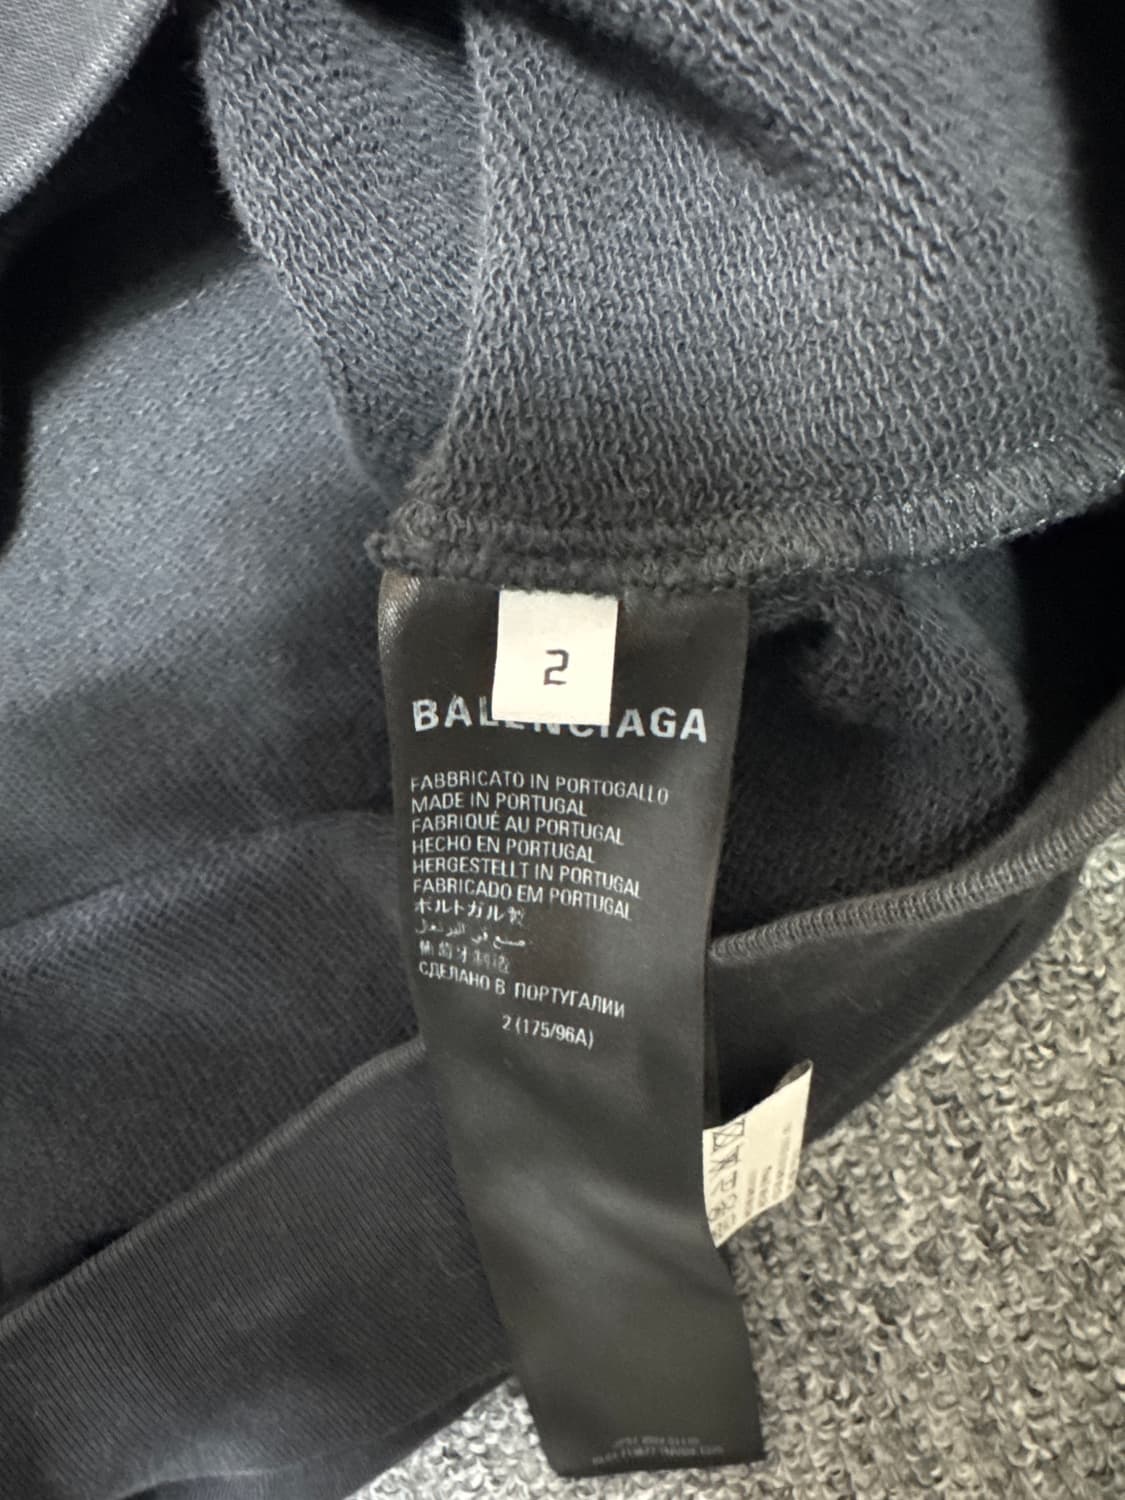 2
BALENCIAGA
FABBRICATO IN PORTOGALLO
MADE IN PORTUGAL
FABRIQUÉ AU PORTUGAL
HECHO EN PORTUGAL
HERGESTELLT IN PORTUGAL
FABRICADO EM PORTUGAL
ポルトガル製
صنع في البرتغال
葡萄牙制造
СДЕЛАНО В ПОРТУГАЛИИ
2 (175/96A)